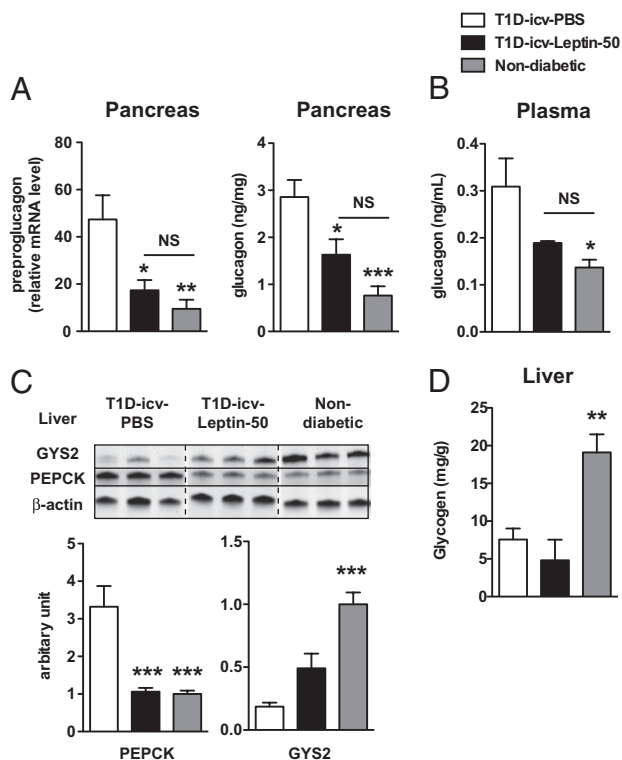 T1D-icv-PBS
T1D-icv-Leptin-50
Non-diabetic
A
Pancreas
preproglucagon
(relative mRNA level)
80
60
40
20
0
NS
*
**
Pancreas
glucagon (ng/mg)
4
3
2
1
0
NS
*
***
B
Plasma
glucagon (ng/mL)
0.4
0.3
0.2
0.1
0.0
NS
*
C
Liver
T1D-icv-
PBS
T1D-icv-
Leptin-50
Non-
diabetic
GYS2
PEPCK
β-actin
arbitary unit
5
4
3
2
1
0
***
***
PEPCK
1.5
1.0
0.5
0.0
***
GYS2
D
Liver
Glycogen (mg/g)
25
20
15
10
5
0
**